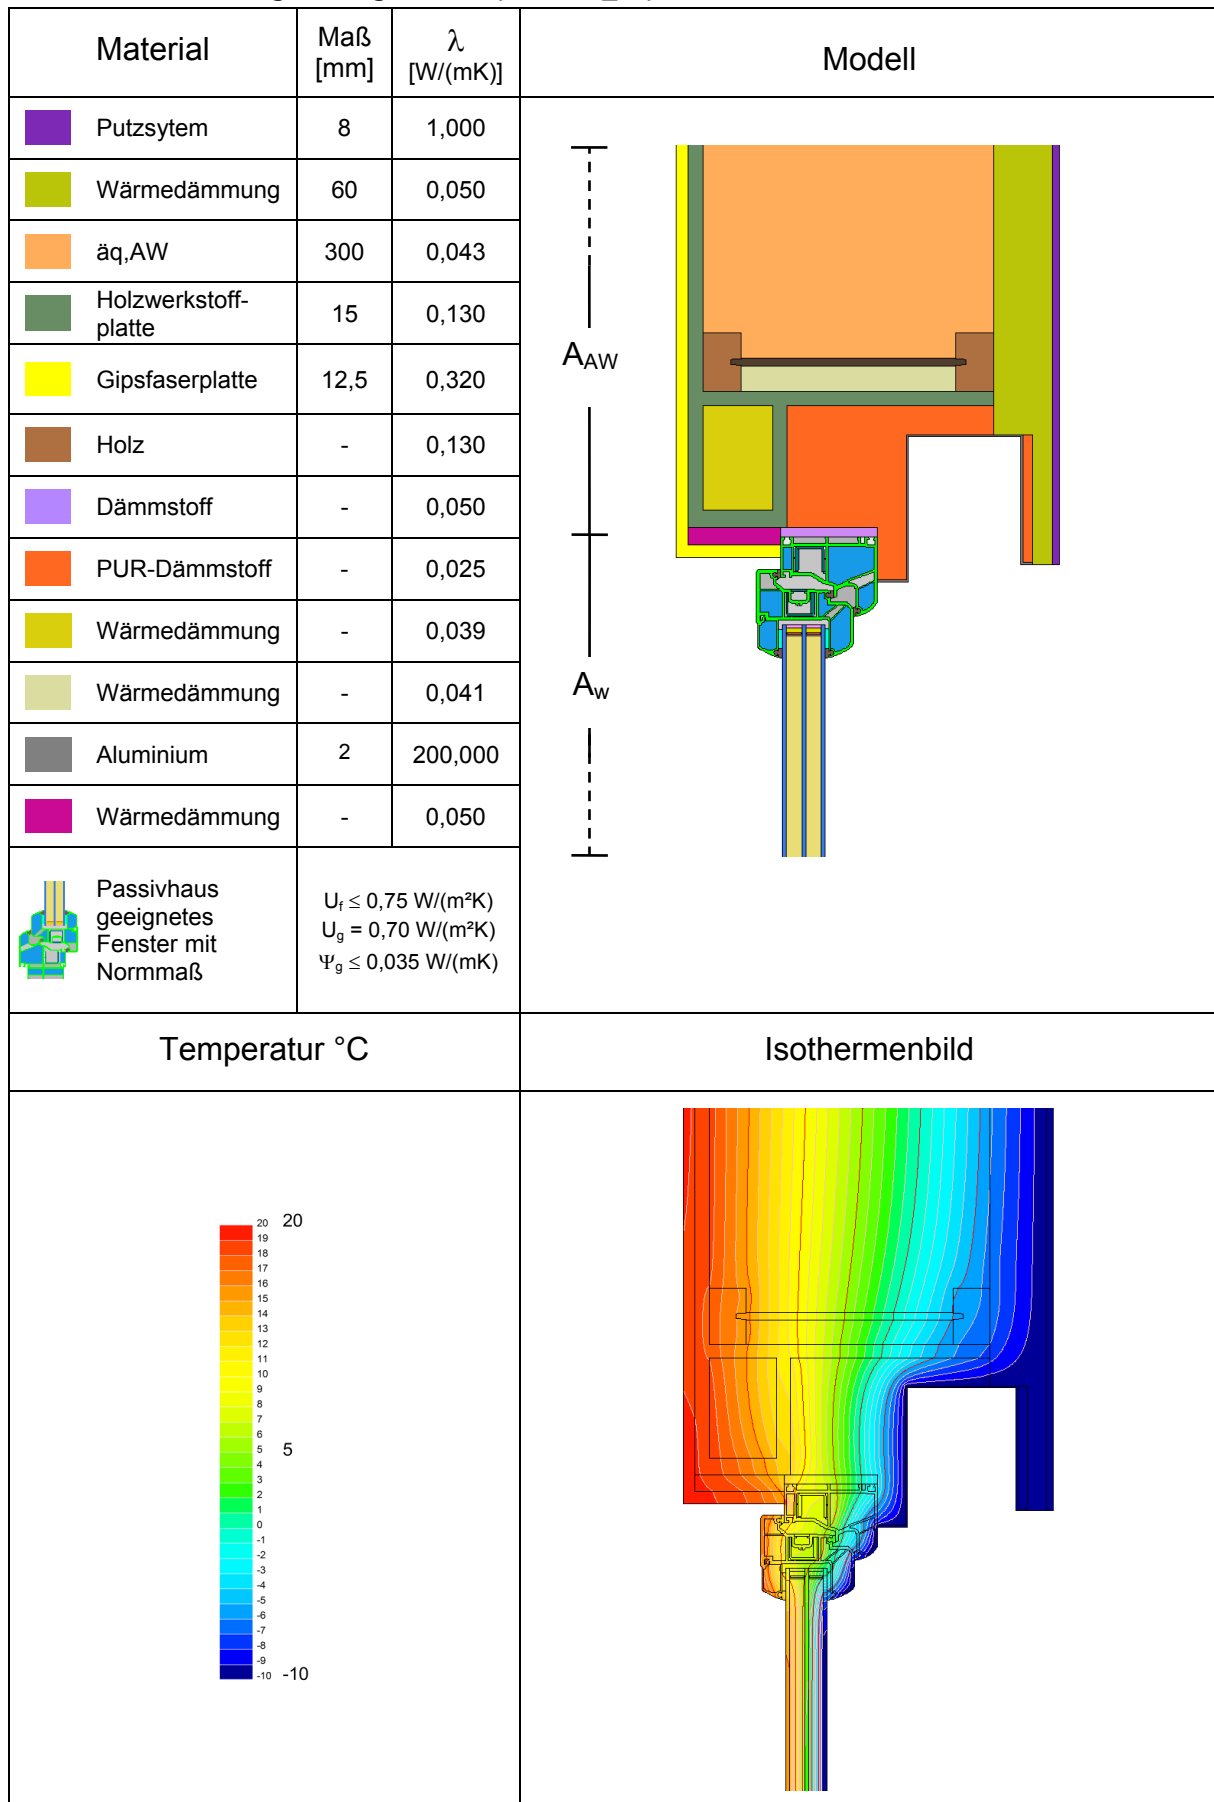 Material
Maß
[mm]
λ
[W/(mK)]
Modell
Putzsytem 8 1,000
Wärmedämmung 60 0,050
äq,AW 300 0,043
Holzwerkstoff-
platte 15 0,130
Gipsfaserplatte 12,5 0,320
Holz - 0,130
Dämmstoff - 0,050
PUR-Dämmstoff - 0,025
Wärmedämmung - 0,039
Wärmedämmung - 0,041
Aluminium 2 200,000
Wärmedämmung - 0,050
Passivhaus
geeignetes
Fenster mit
Normmaß
Uf ≤ 0,75 W/(m²K)
Ug = 0,70 W/(m²K)
Ψg ≤ 0,035 W/(mK)
AAW
Aw
Temperatur °C
Isothermenbild
20 20
19
18
17
16
15
14
13
12
11
10
9
8
7
6
5 5
4
3
2
1
0
-1
-2
-3
-4
-5
-6
-7
-8
-9
-10 -10